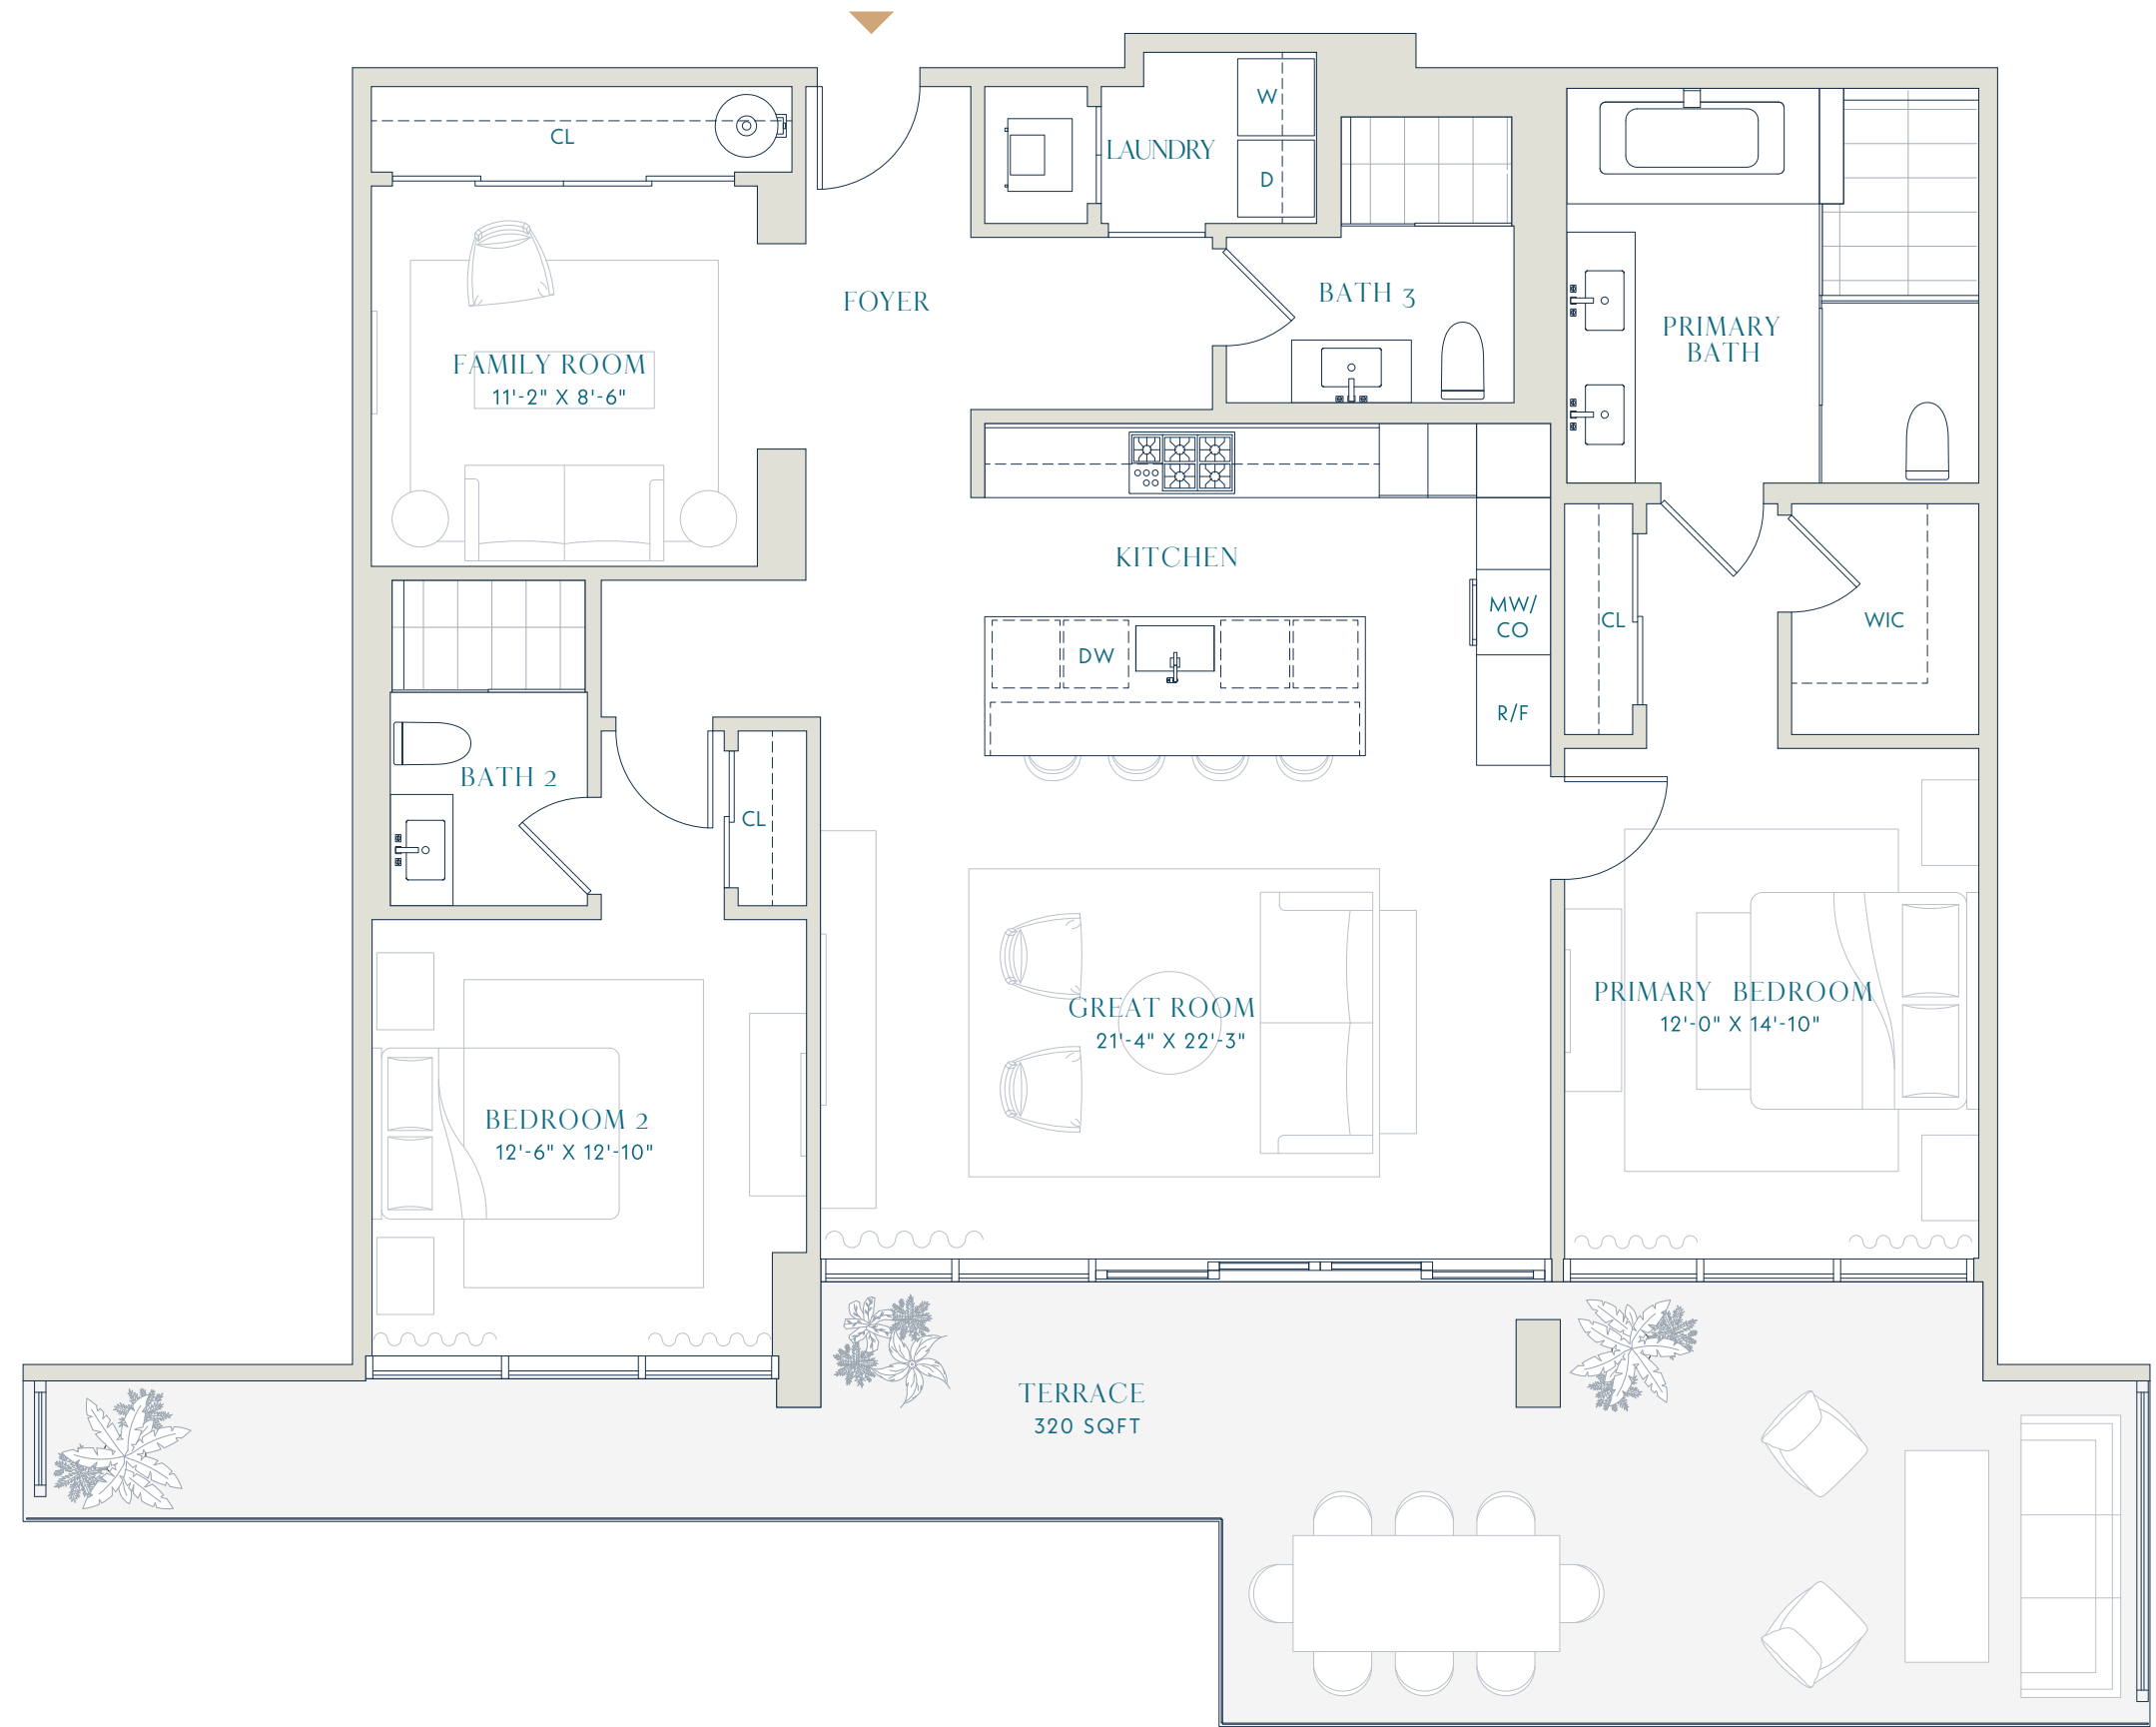 CL
W
LAUNDRY
D
FOYER
BATH 3
PRIMARY
BATH
FAMILY ROOM
11'-2" X 8'-6"
KITCHEN
MW/
CO
CL
WIC
DW
R/F
BATH 2
CL
GREAT ROOM
21'-4" X 22'-3"
PRIMARY BEDROOM
12'-0" X 14'-10"
BEDROOM 2
12'-6" X 12'-10"
TERRACE
320 SQFT